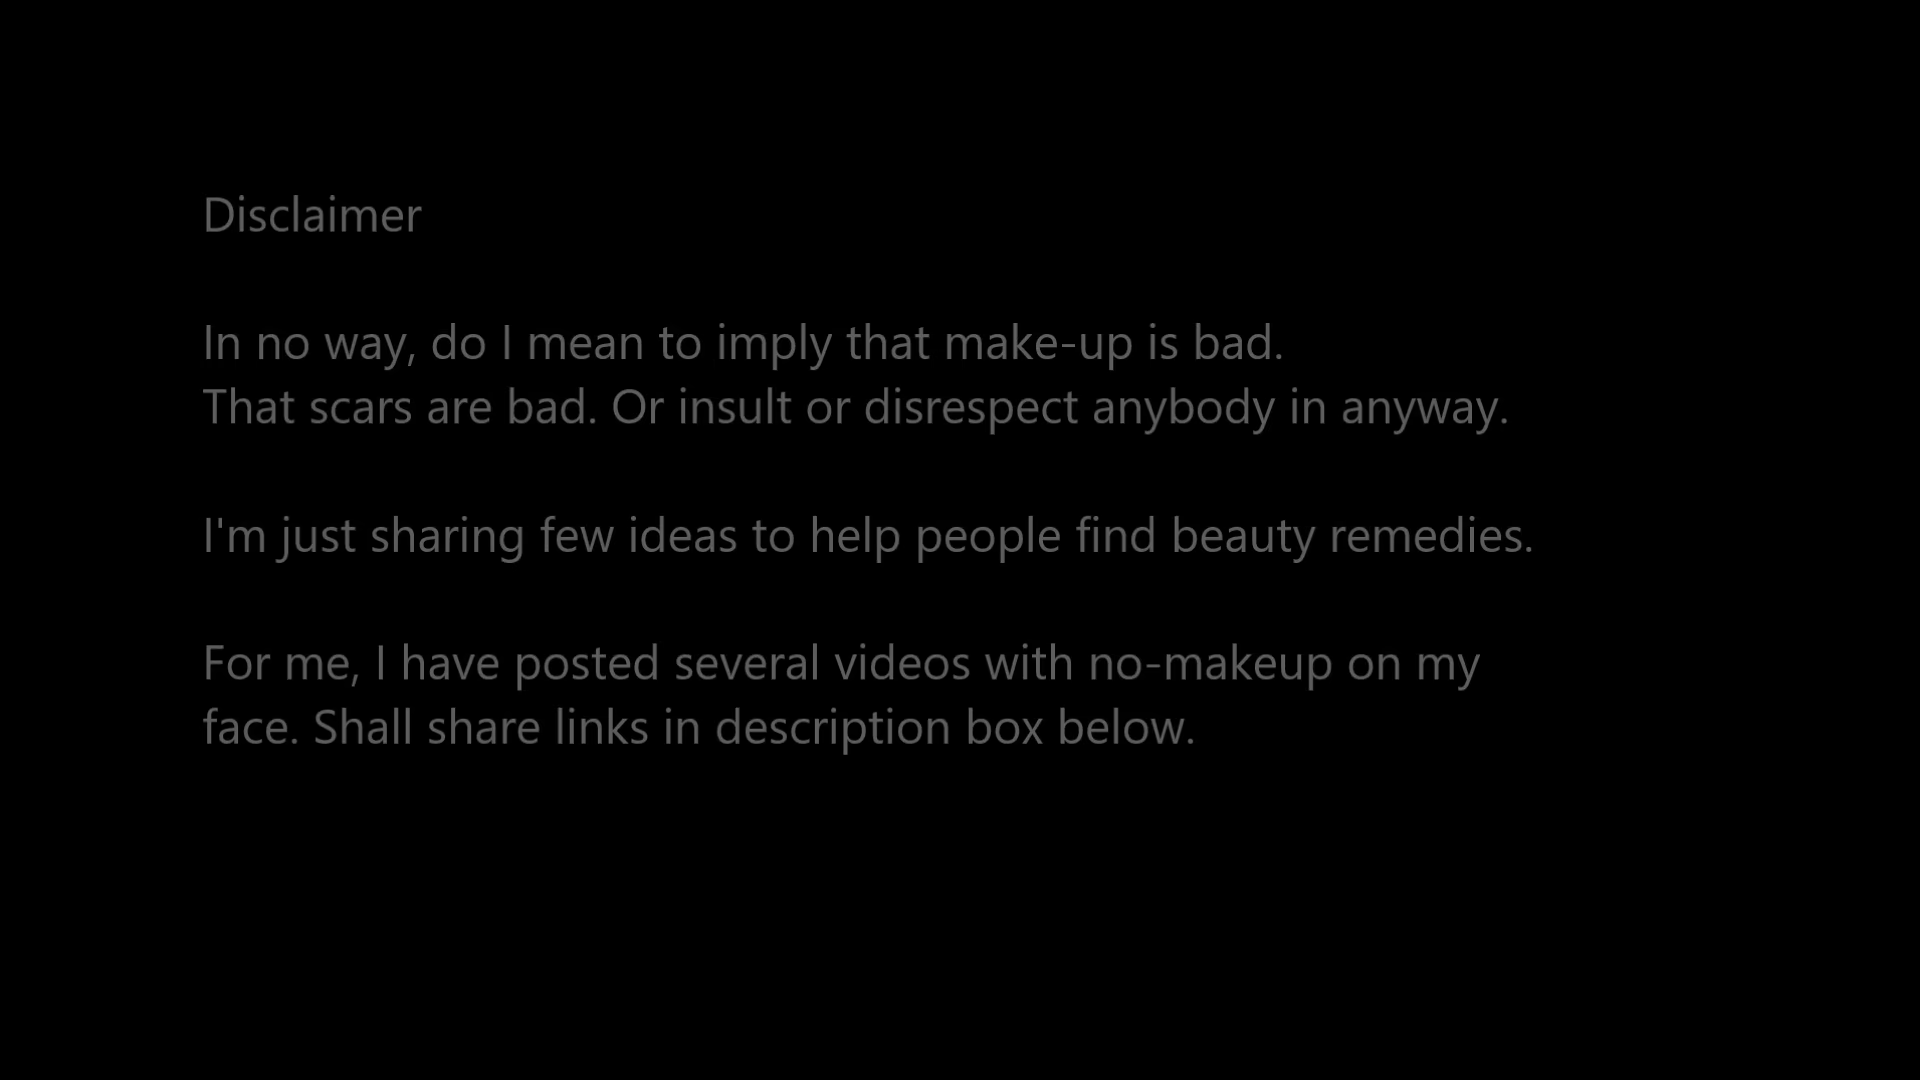 Disclaimer
In no way, do I mean to imply that make-up is bad.
That scars are bad. Or insult or disrespect anybody in anyway.
I'm just sharing few ideas to help people find beauty remedies.
For me, I have posted several videos with no-makeup on my
face. Shall share links in description box below.